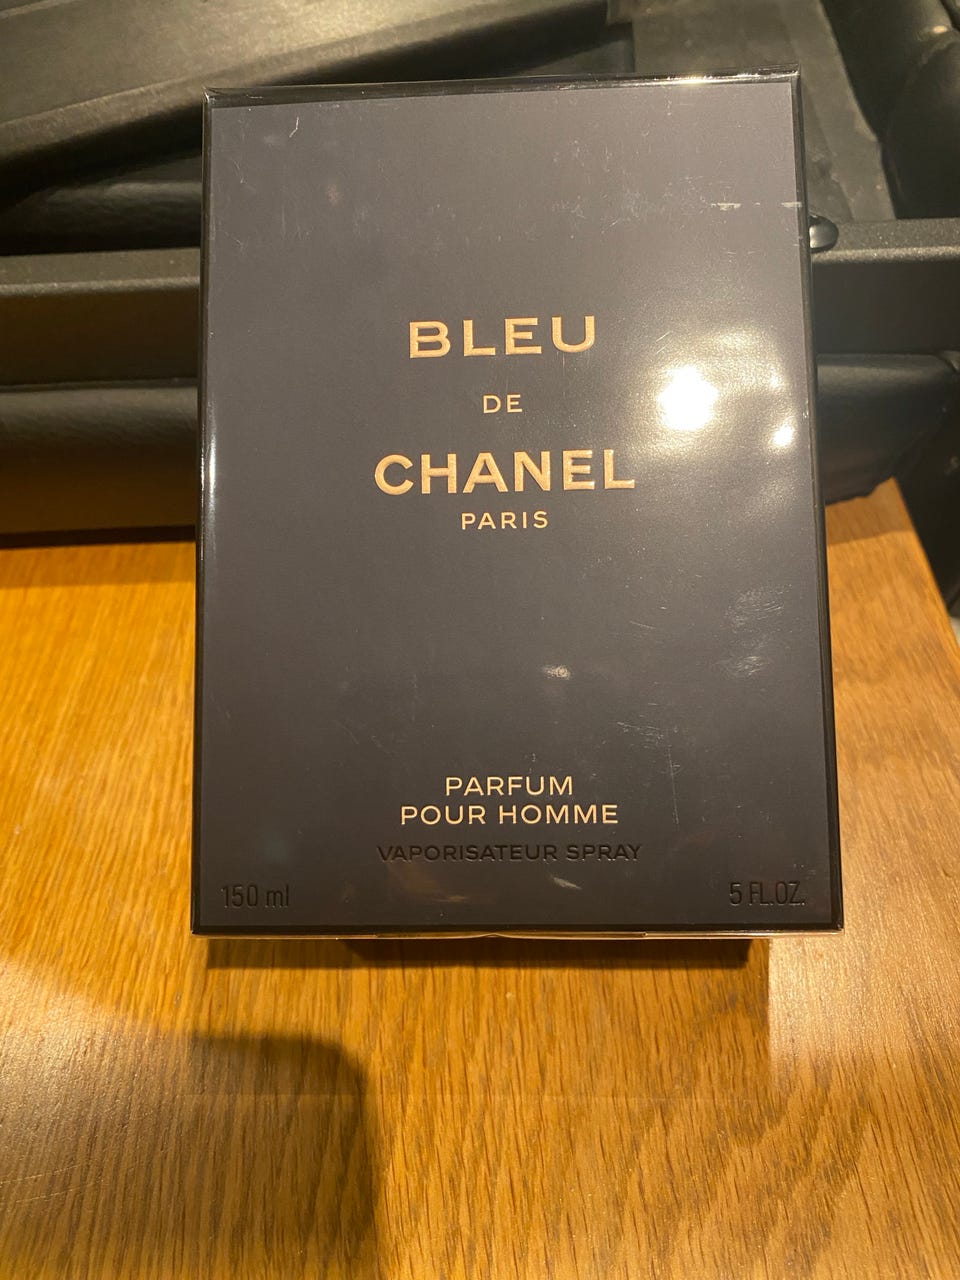 BLEU
DE
CHANEL
PARIS
PARFUM
POUR HOMME
VAPORISATEUR SPRAY
150 ml 5 FL.OZ.